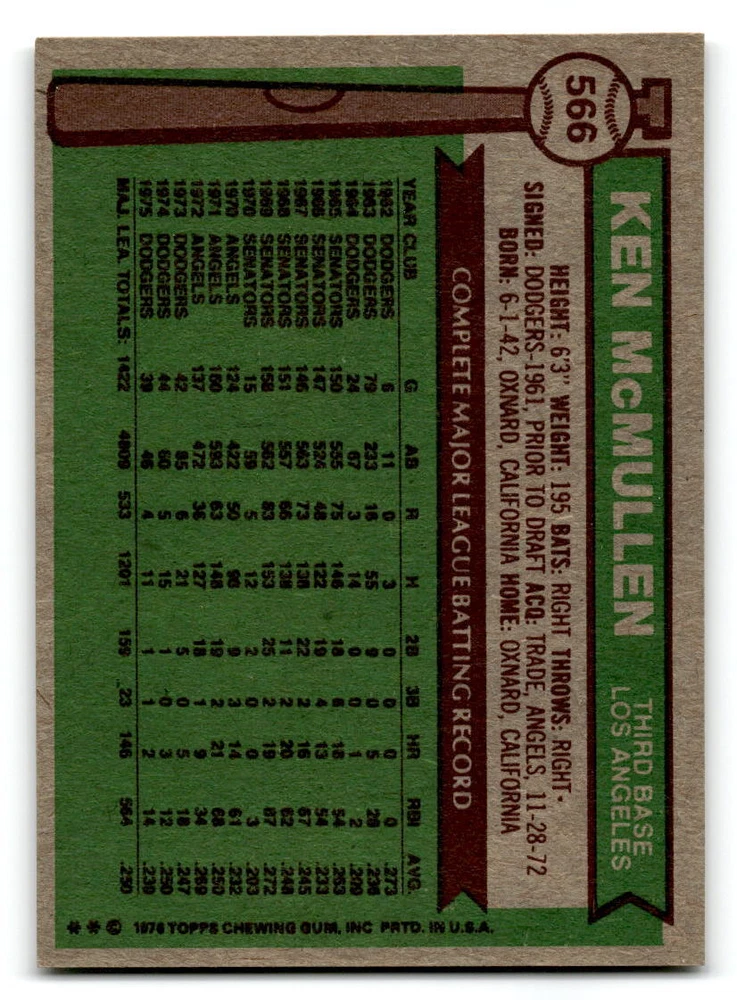 566
KEN McMULLEN
THIRD BASE
LOS ANGELES
HEIGHT: 6'3" WEIGHT: 195 BATS: RIGHT THROWS: RIGHT-
SIGNED: DODGERS-1961, PRIOR TO DRAFT ACQ: TRADE, ANGELS, 11-28-72
BORN: 6-1-42, OXNARD, CALIFORNIA HOME: OXNARD, CALIFORNIA
COMPLETE MAJOR LEAGUE BATTING RECORD
YEAR CLUB G AB R H 2B 3B HR RBI AVG.
1962 DODGERS 6 11 0 3 0 0 0 0 .273
1963 DODGERS 79 233 16 55 9 0 5 28 .236
1964 DODGERS 24 67 3 14 0 0 1 2 .209
1965 SENATORS 150 555 75 146 18 6 18 54 .263
1966 SENATORS 147 524 48 122 19 4 13 54 .233
1967 SENATORS 146 563 73 138 22 2 16 67 .245
1968 SENATORS 151 557 66 138 11 2 20 62 .248
1969 SENATORS 158 562 83 153 25 2 19 87 .272
1970 SENATORS 15 59 5 12 2 0 0 3 .203
1970 ANGELS 124 422 50 98 9 3 14 61 .232
1971 ANGELS 160 593 63 148 19 2 21 68 .250
1972 ANGELS 137 472 36 127 18 1 9 34 .269
1973 DODGERS 42 85 6 21 5 0 5 18 .247
1974 DODGERS 44 60 5 15 1 0 3 12 .250
1975 DODGERS 39 46 4 11 1 1 2 14 .239
MAJ. LEA. TOTALS: 1422 4809 533 1201 159 23 146 564 .250
**© 1976 TOPPS CHEWING GUM, INC PRTD. IN U.S.A.